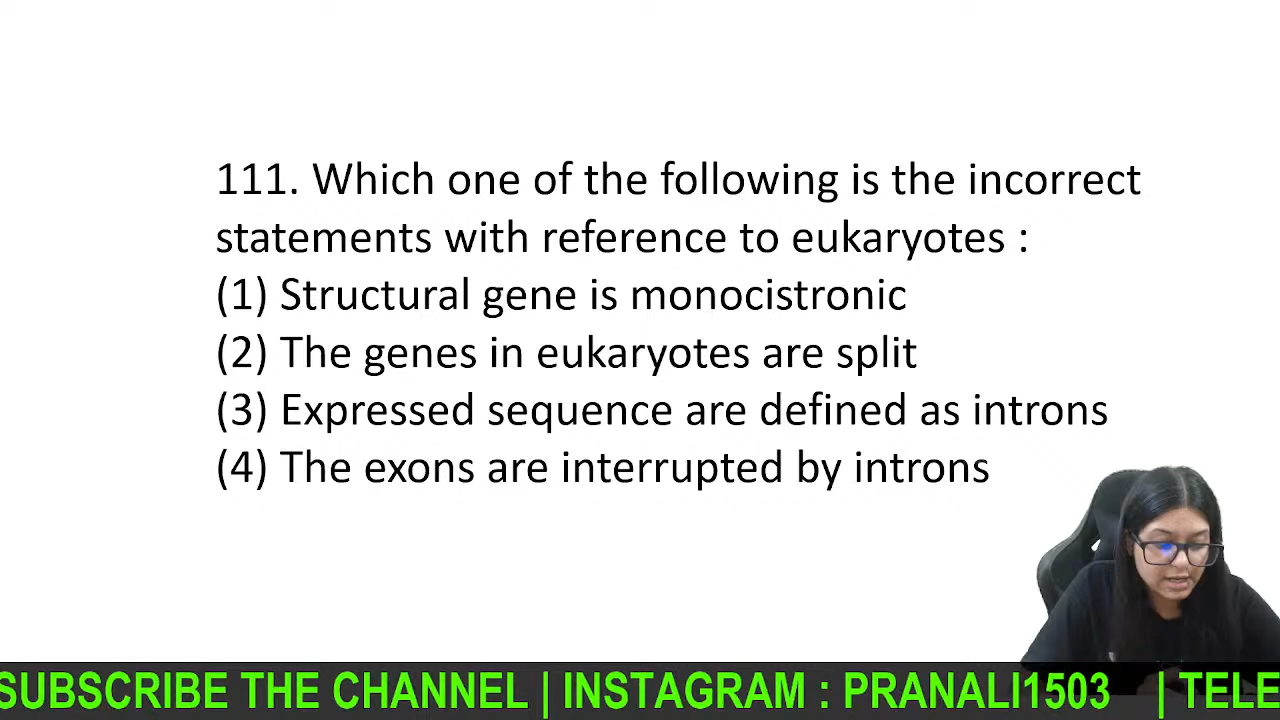 111. Which one of the following is the incorrect
statements with reference to eukaryotes :
(1) Structural gene is monocistronic
(2) The genes in eukaryotes are split
(3) Expressed sequence are defined as introns
(4) The exons are interrupted by introns
SUBSCRIBE THE CHANNEL | INSTAGRAM : PRANALI1503 | TELE